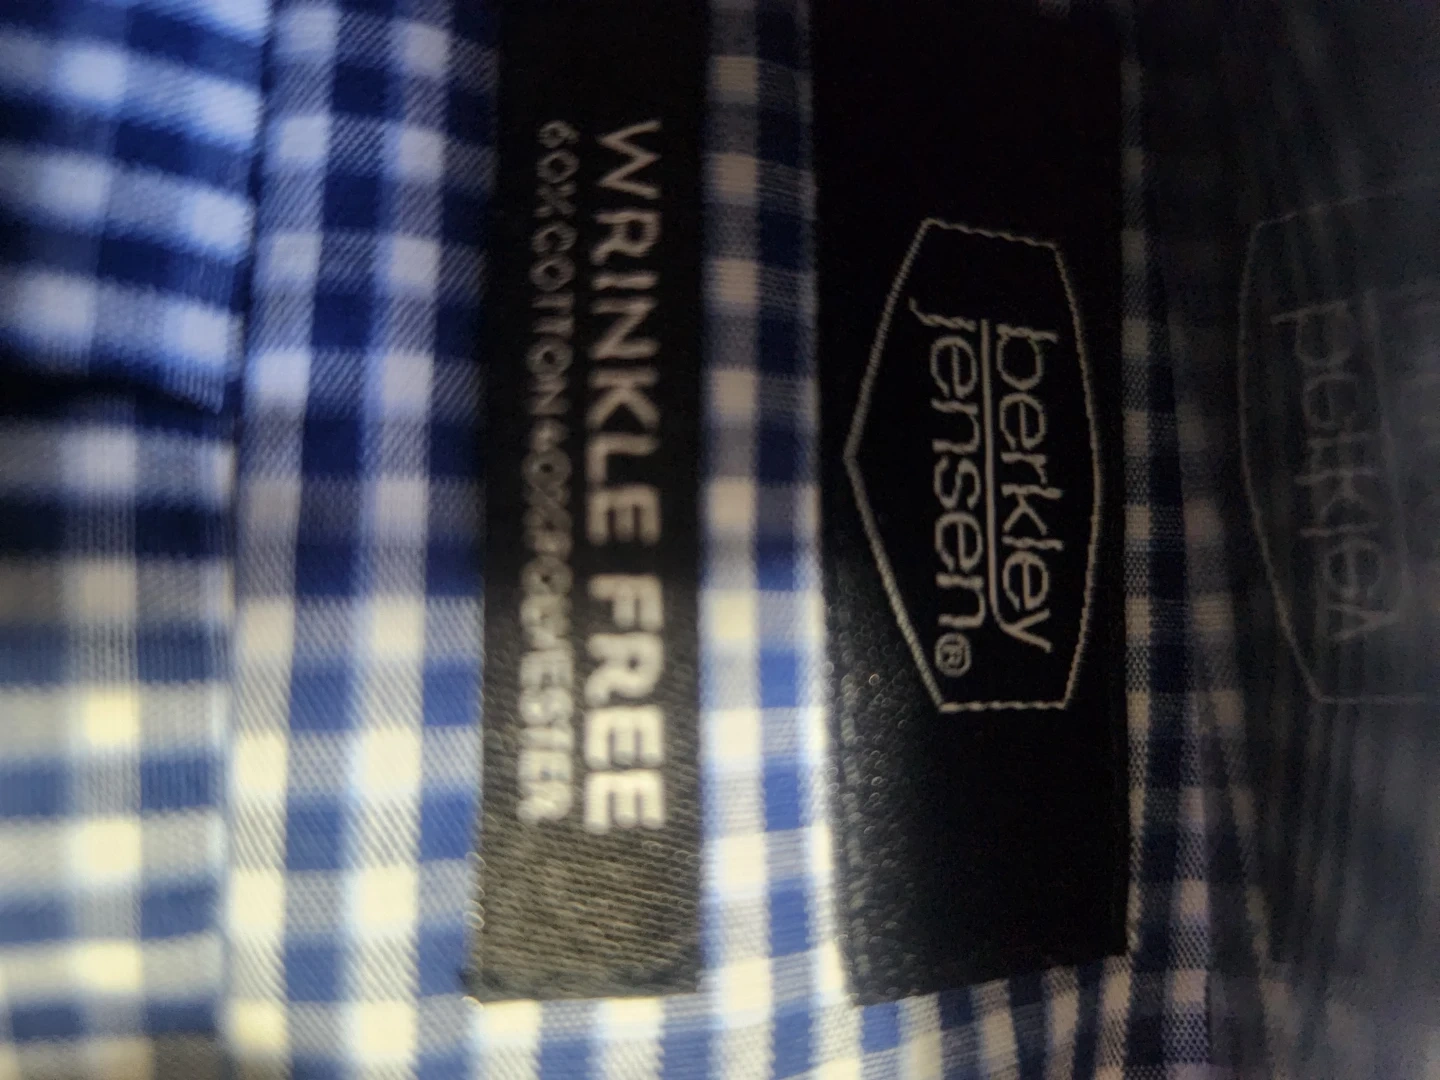 berkley
jensen®
WRINKLE FREE
60% COTTON 40% POLYESTER
berkley